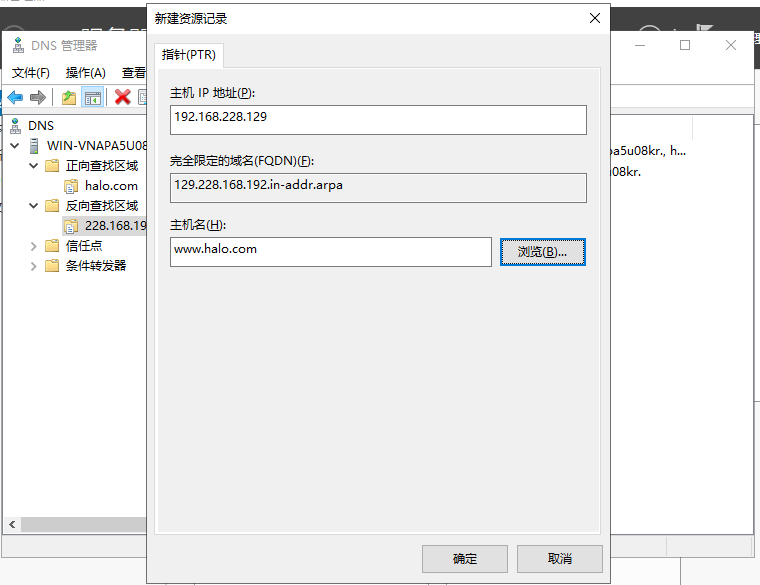 新建资源记录
DNS 管理器
文件(F) 操作(A) 查看
指针(PTR)
主机 IP 地址(P):
192.168.228.129
完全限定的域名(FQDN)(F):
129.228.168.192.in-addr.arpa
主机名(H):
www.halo.com
浏览(B)...
DNS
WIN-VNAPA5U08
正向查找区域
halo.com
反向查找区域
228.168.19
信任点
条件转发器
pa5u08kr., h...
u08kr.
确定
取消